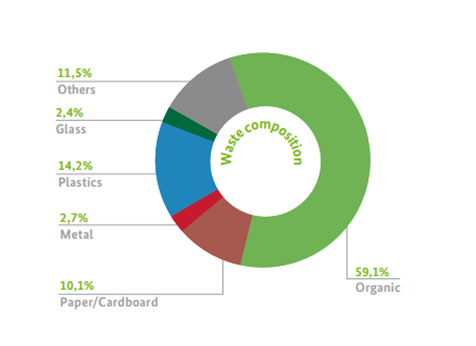 11,5%
Others
2,4%
Glass
14,2%
Plastics
2,7%
Metal
10,1%
Paper/Cardboard
Waste composition
59,1%
Organic